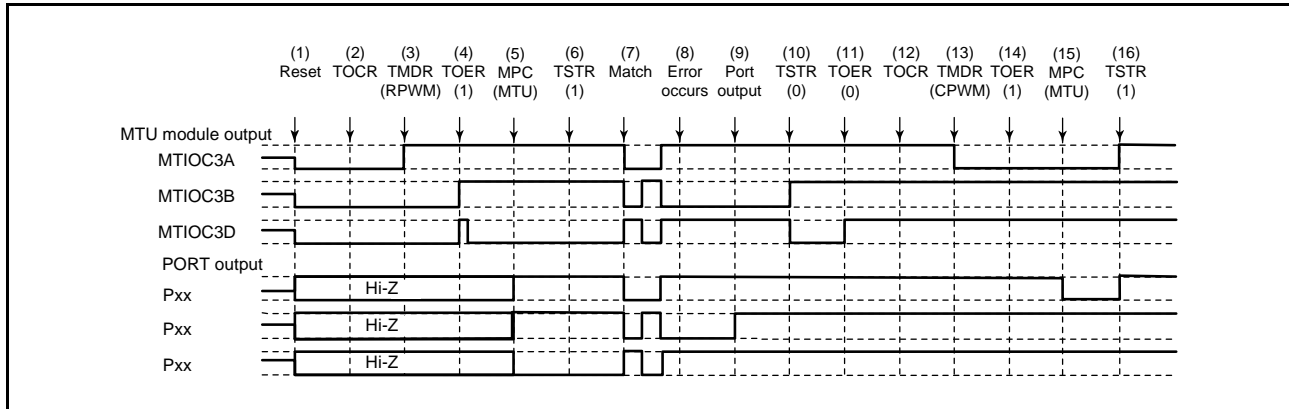 (1) (2) (3) (4) (5) (6) (7) (8) (9) (10) (11) (12) (13) (14) (15) (16)
Reset TOCR TMDR TOER MPC TSTR Match Error Port TSTR TOER TOCR TMDR TOER MPC TSTR
(RPWM) (1) (MTU) (1) occurs output (0) (0) (CPWM) (1) (MTU) (1)
MTU module output
MTIOC3A
MTIOC3B
MTIOC3D
PORT output
Pxx Hi-Z
Pxx Hi-Z
Pxx Hi-Z